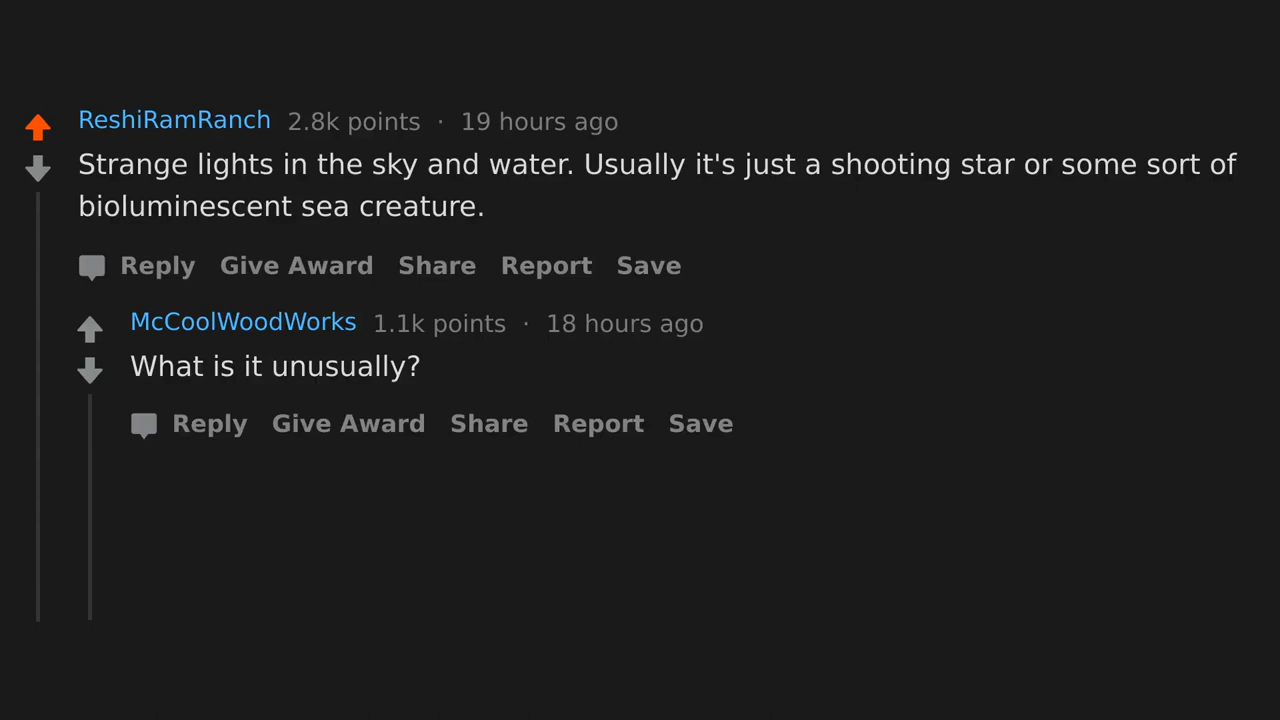 ReshiRamRanch 2.8k points · 19 hours ago
Strange lights in the sky and water. Usually it's just a shooting star or some sort of
bioluminescent sea creature.
Reply Give Award Share Report Save
McCoolWoodWorks 1.1k points · 18 hours ago
What is it unusually?
Reply Give Award Share Report Save